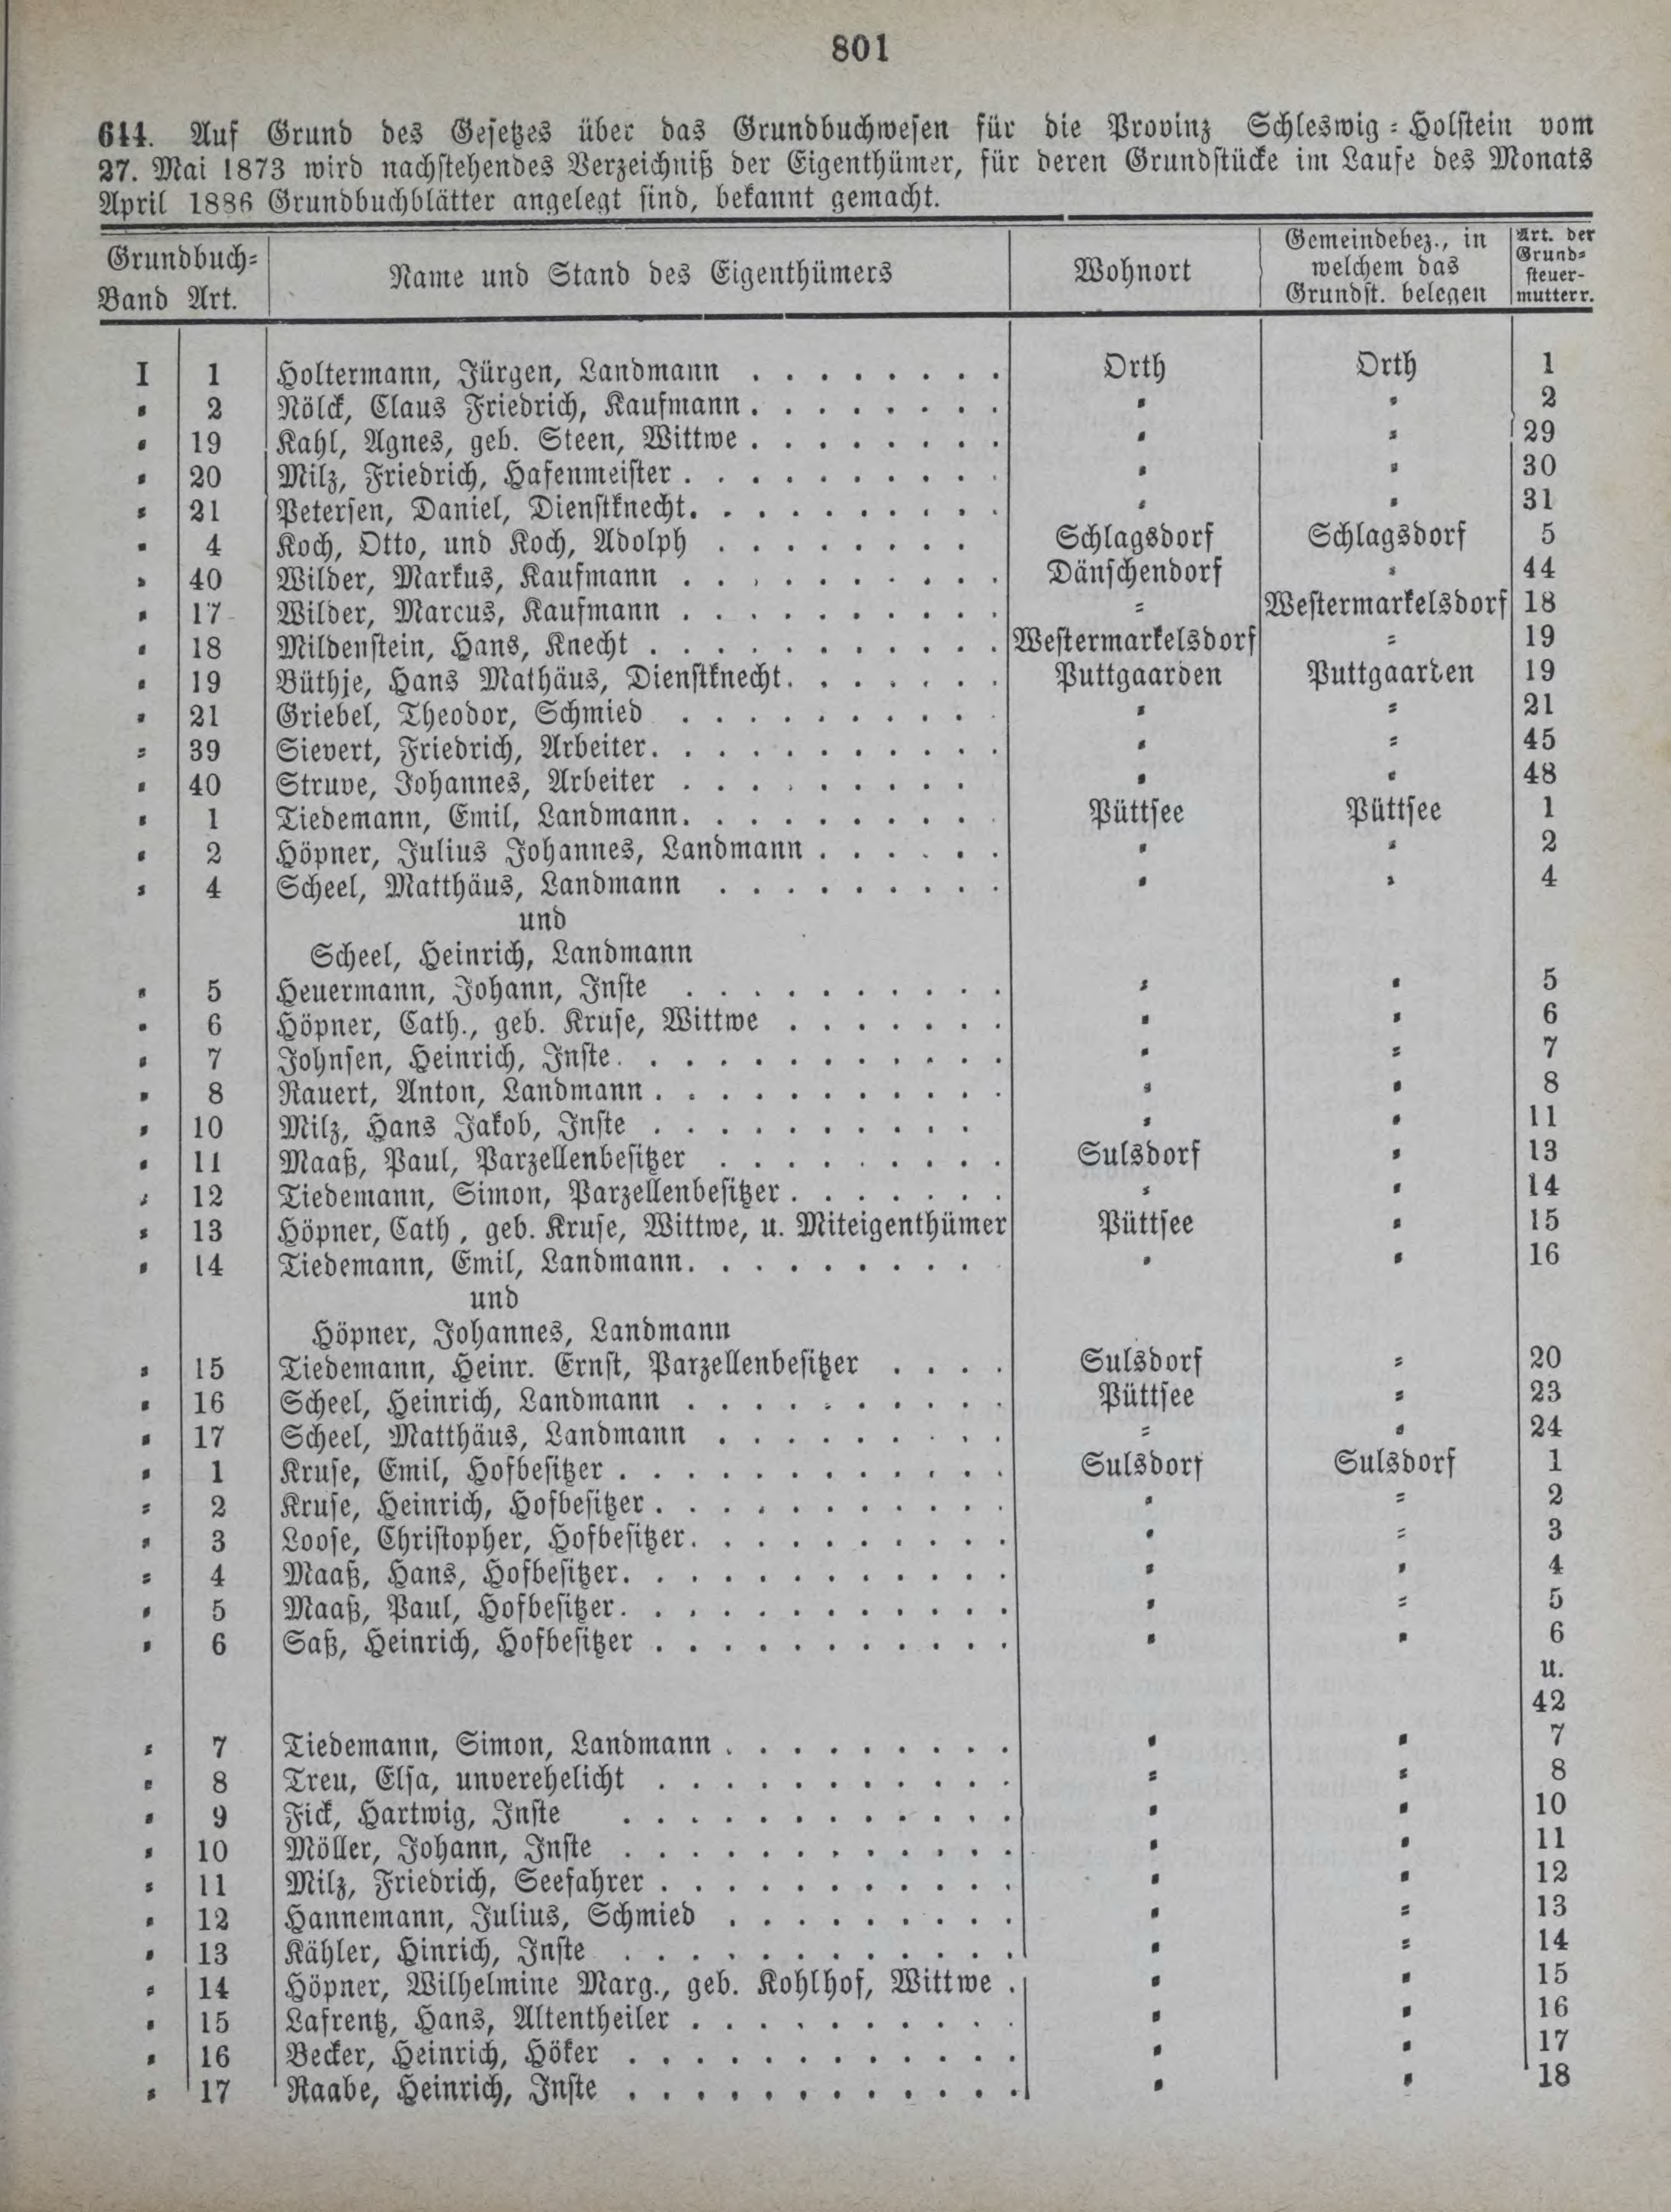 801
644. Auf Grund des Gesetzes über das Grundbuchwesen für die Provinz Schleswig=Holstein vom
27. Mai 1873 wird nachstehendes Verzeichniß der Eigenthümer, für deren Grundstücke im Laufe des Monats
April 1886 Grundbuchblätter angelegt sind, bekannt gemacht.
Grundbuch= Band Art. | Name und Stand des Eigenthümers | Wohnort | Gemeindebez., in welchem das Grundst. belegen | Art. der Grund=steuer-mutterr.
I 1 Holtermann, Jürgen, Landmann . . . . . . . . Orth Orth 1
" 2 Nölck, Claus Friedrich, Kaufmann . . . . . . . . " " 2
" 19 Kahl, Agnes, geb. Steen, Wittwe . . . . . . . . " " 29
" 20 Milz, Friedrich, Hafenmeister . . . . . . . . . . " " 30
" 21 Petersen, Daniel, Dienstknecht. . . . . . . . . . " " 31
" 4 Koch, Otto, und Koch, Adolph . . . . . . . . Schlagsdorf Schlagsdorf 5
" 40 Wilder, Markus, Kaufmann . . . . . . . . . . Dänschendorf " 44
" 17 Wilder, Marcus, Kaufmann . . . . . . . . . . = Westermarkelsdorf 18
" 18 Mildenstein, Hans, Knecht . . . . . . . . . . . Westermarkelsdorf = 19
" 19 Büthje, Hans Mathäus, Dienstknecht. . . . . . . Puttgaarden Puttgaarden 19
" 21 Griebel, Theodor, Schmied . . . . . . . . . . " = 21
= 39 Sievert, Friedrich, Arbeiter. . . . . . . . . . . " = 45
" 40 Struve, Johannes, Arbeiter . . . . . . . . . " " 48
" 1 Tiedemann, Emil, Landmann. . . . . . . . . . Püttsee Püttsee 1
" 2 Höpner, Julius Johannes, Landmann . . . . . . " " 2
" 4 Scheel, Matthäus, Landmann . . . . . . . . . " " 4
und
Scheel, Heinrich, Landmann
" 5 Heuermann, Johann, Inste . . . . . . . . . . " " 5
" 6 Höpner, Cath., geb. Kruse, Wittwe . . . . . . . " " 6
" 7 Johnsen, Heinrich, Inste. . . . . . . . . . . . " = 7
" 8 Rauert, Anton, Landmann . . . . . . . . . . . " " 8
" 10 Milz, Hans Jakob, Inste . . . . . . . . . . " " 11
" 11 Maaß, Paul, Parzellenbesitzer . . . . . . . . . Sulsdorf " 13
" 12 Tiedemann, Simon, Parzellenbesitzer . . . . . . . " " 14
" 13 Höpner, Cath , geb. Kruse, Wittwe, u. Miteigenthümer Püttsee " 15
" 14 Tiedemann, Emil, Landmann. . . . . . . . . " " 16
und
Höpner, Johannes, Landmann
" 15 Tiedemann, Heinr. Ernst, Parzellenbesitzer . . . . Sulsdorf = 20
" 16 Scheel, Heinrich, Landmann . . . . . . . . . . Püttsee " 23
" 17 Scheel, Matthäus, Landmann . . . . . . . . . = " 24
" 1 Kruse, Emil, Hofbesitzer . . . . . . . . . . . . Sulsdorf Sulsdorf 1
= 2 Kruse, Heinrich, Hofbesitzer . . . . . . . . . . . " = 2
" 3 Loose, Christopher, Hofbesitzer. . . . . . . . . . " = 3
= 4 Maaß, Hans, Hofbesitzer. . . . . . . . . . . . " " 4
" 5 Maaß, Paul, Hofbesitzer. . . . . . . . . . . . " = 5
" 6 Saß, Heinrich, Hofbesitzer . . . . . . . . . . . " " 6
u.
42
" 7 Tiedemann, Simon, Landmann . . . . . . . . . " " 7
" 8 Treu, Elsa, unverehelicht . . . . . . . . . . . = " 8
" 9 Fick, Hartwig, Inste . . . . . . . . . . . . " " 10
" 10 Möller, Johann, Inste . . . . . . . . . . . . " " 11
" 11 Milz, Friedrich, Seefahrer . . . . . . . . . . . " " 12
" 12 Hannemann, Julius, Schmied . . . . . . . . . " = 13
" 13 Kähler, Hinrich, Inste . . . . . . . . . . . . " = 14
" 14 Höpner, Wilhelmine Marg., geb. Kohlhof, Wittwe . " " 15
" 15 Lafrentz, Hans, Altentheiler . . . . . . . . . . " " 16
" 16 Becker, Heinrich, Höker . . . . . . . . . . . . " " 17
" 17 Raabe, Heinrich, Inste . . . . . . . . . . . . " " 18